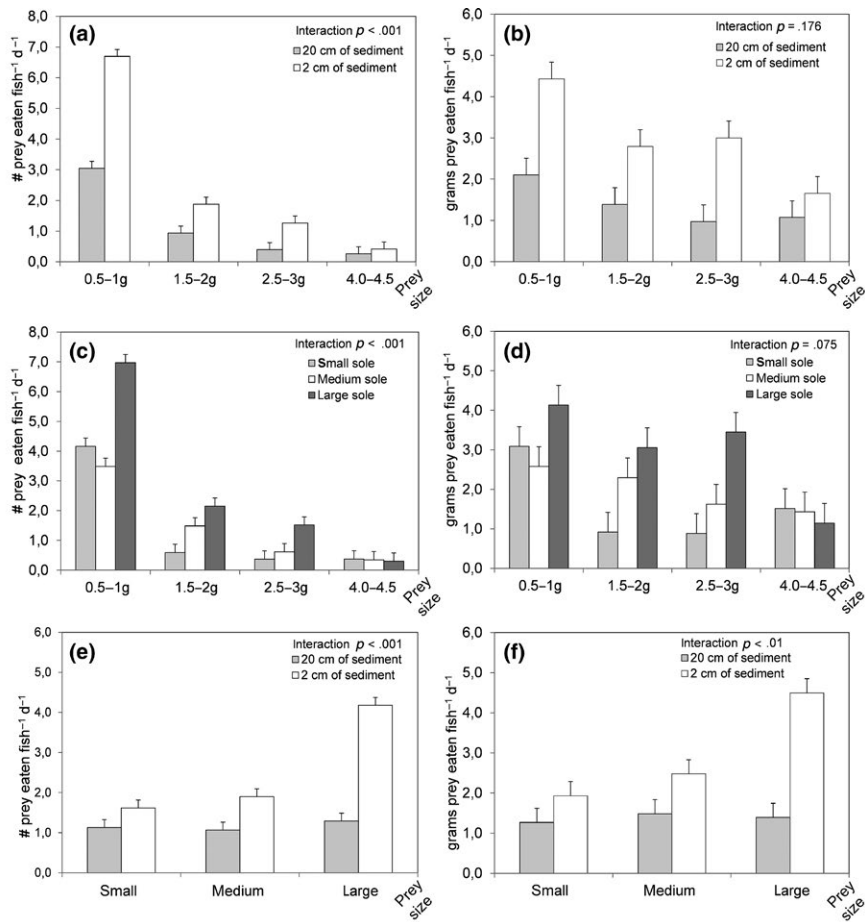 (a)
Interaction p < .001
20 cm of sediment
2 cm of sediment
# prey eaten fish⁻¹ d⁻¹
8,0
7,0
6,0
5,0
4,0
3,0
2,0
1,0
0,0
0.5–1g 1.5–2g 2.5–3g 4.0–4.5
Prey size
(b)
Interaction p = .176
20 cm of sediment
2 cm of sediment
grams prey eaten fish⁻¹ d⁻¹
6,0
5,0
4,0
3,0
2,0
1,0
0,0
0.5–1g 1.5–2g 2.5–3g 4.0–4.5
Prey size
(c)
Interaction p < .001
Small sole
Medium sole
Large sole
# prey eaten fish⁻¹ d⁻¹
8,0
7,0
6,0
5,0
4,0
3,0
2,0
1,0
0,0
0.5–1g 1.5–2g 2.5–3g 4.0–4.5
Prey size
(d)
Interaction p = .075
Small sole
Medium sole
Large sole
grams prey eaten fish⁻¹ d⁻¹
6,0
5,0
4,0
3,0
2,0
1,0
0,0
0.5–1g 1.5–2g 2.5–3g 4.0–4.5
Prey size
(e)
Interaction p < .001
20 cm of sediment
2 cm of sediment
# prey eaten fish⁻¹ d⁻¹
6,0
5,0
4,0
3,0
2,0
1,0
0,0
Small Medium Large
Prey size
(f)
Interaction p < .01
20 cm of sediment
2 cm of sediment
grams prey eaten fish⁻¹ d⁻¹
6,0
5,0
4,0
3,0
2,0
1,0
0,0
Small Medium Large
Prey size